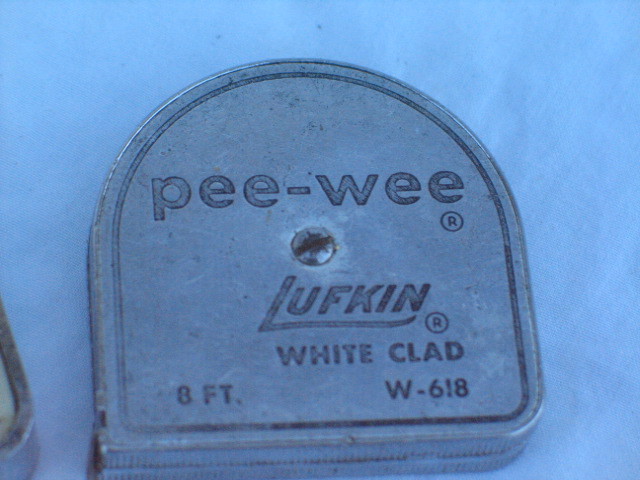 pee-wee ®
LUFKIN ®
WHITE CLAD
8 FT. W-618